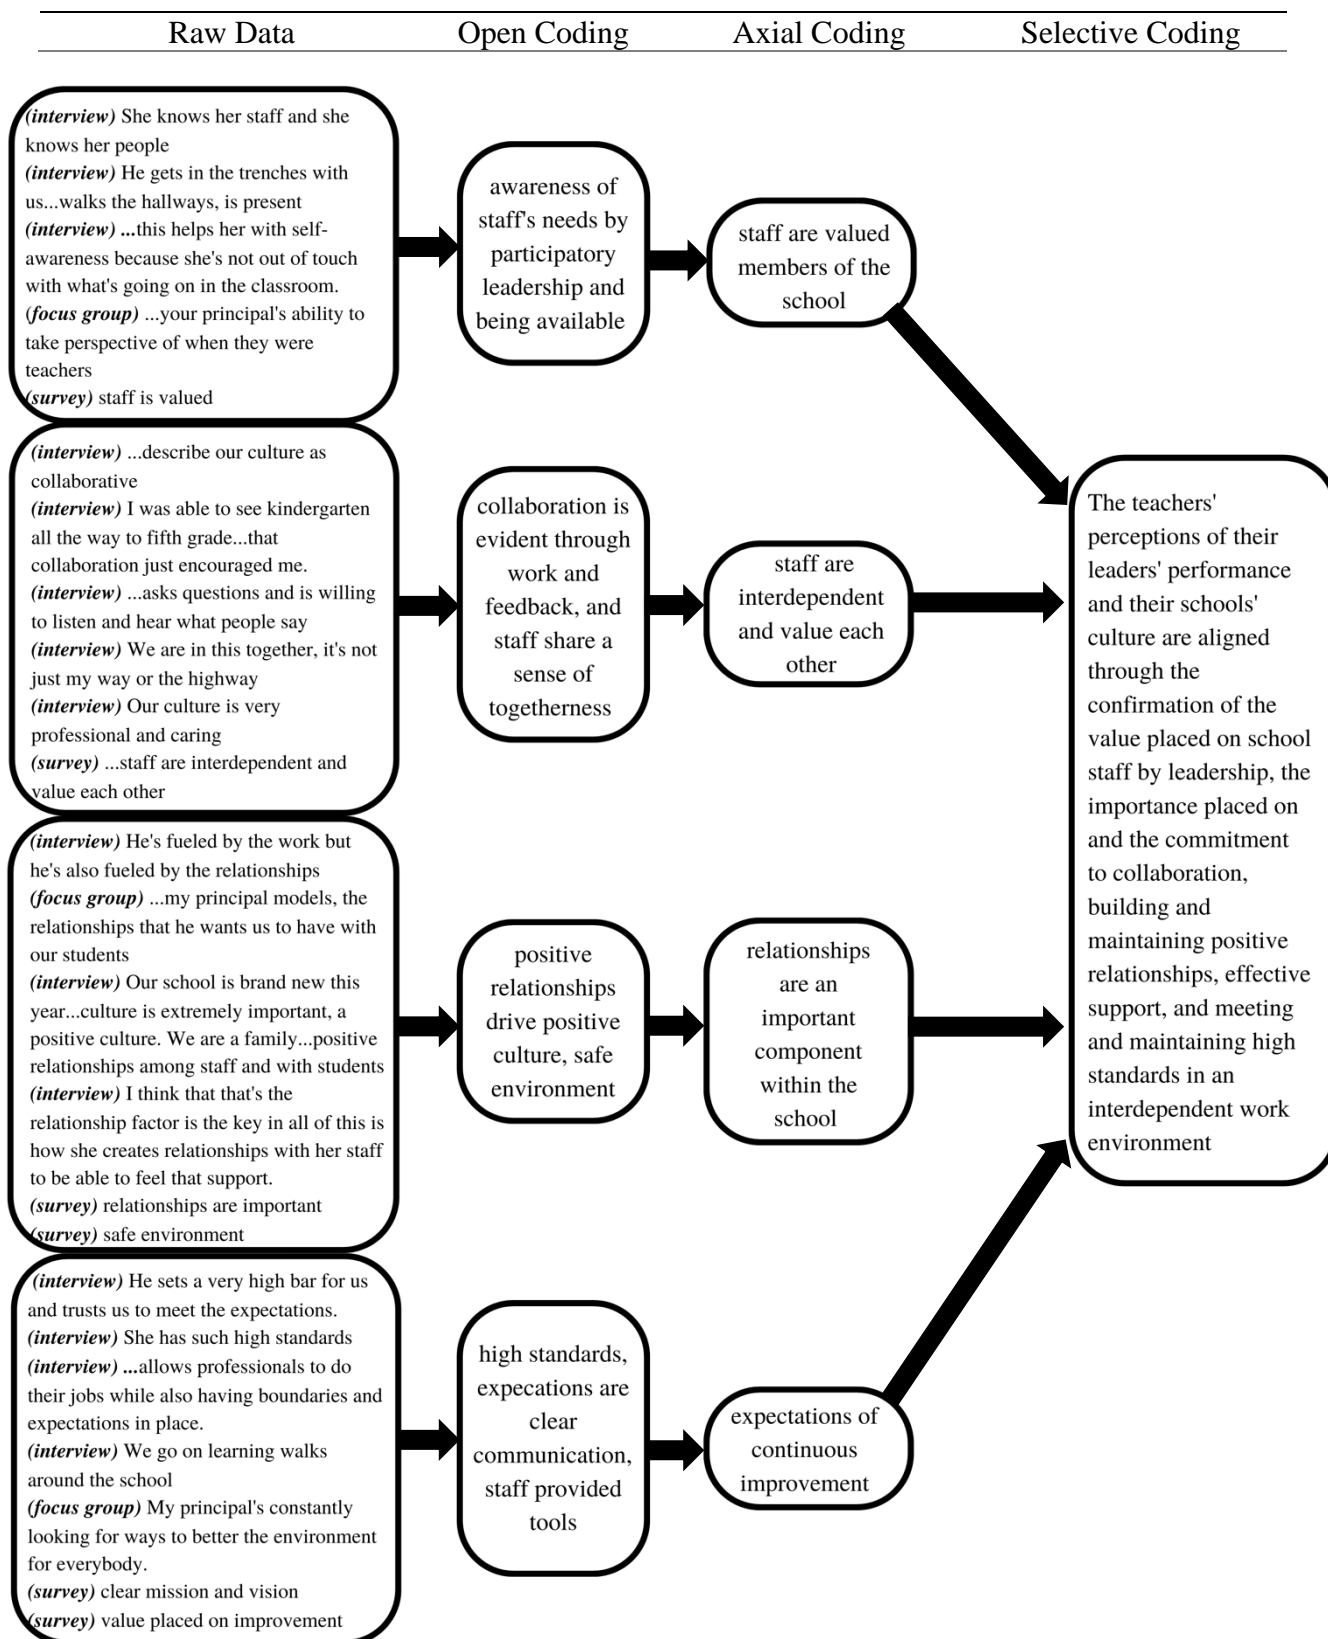 Raw Data
Open Coding
Axial Coding
Selective Coding
(interview) She knows her staff and she
knows her people
(interview) He gets in the trenches with
us...walks the hallways, is present
(interview) ...this helps her with self-
awareness because she's not out of touch
with what's going on in the classroom.
(focus group) ...your principal's ability to
take perspective of when they were
teachers
(survey) staff is valued
awareness of
staff's needs by
participatory
leadership and
being available
staff are valued
members of the
school
(interview) ...describe our culture as
collaborative
(interview) I was able to see kindergarten
all the way to fifth grade...that
collaboration just encouraged me.
(interview) ...asks questions and is willing
to listen and hear what people say
(interview) We are in this together, it's not
just my way or the highway
(interview) Our culture is very
professional and caring
(survey) ...staff are interdependent and
value each other
collaboration is
evident through
work and
feedback, and
staff share a
sense of
togetherness
staff are
interdependent
and value each
other
(interview) He's fueled by the work but
he's also fueled by the relationships
(focus group) ...my principal models, the
relationships that he wants us to have with
our students
(interview) Our school is brand new this
year...culture is extremely important, a
positive culture. We are a family...positive
relationships among staff and with students
(interview) I think that that's the
relationship factor is the key in all of this is
how she creates relationships with her staff
to be able to feel that support.
(survey) relationships are important
(survey) safe environment
positive
relationships
drive positive
culture, safe
environment
relationships
are an
important
component
within the
school
(interview) He sets a very high bar for us
and trusts us to meet the expectations.
(interview) She has such high standards
(interview) ...allows professionals to do
their jobs while also having boundaries and
expectations in place.
(interview) We go on learning walks
around the school
(focus group) My principal's constantly
looking for ways to better the environment
for everybody.
(survey) clear mission and vision
(survey) value placed on improvement
high standards,
expecations are
clear
communication,
staff provided
tools
expectations of
continuous
improvement
The teachers'
perceptions of their
leaders' performance
and their schools'
culture are aligned
through the
confirmation of the
value placed on school
staff by leadership, the
importance placed on
and the commitment
to collaboration,
building and
maintaining positive
relationships, effective
support, and meeting
and maintaining high
standards in an
interdependent work
environment